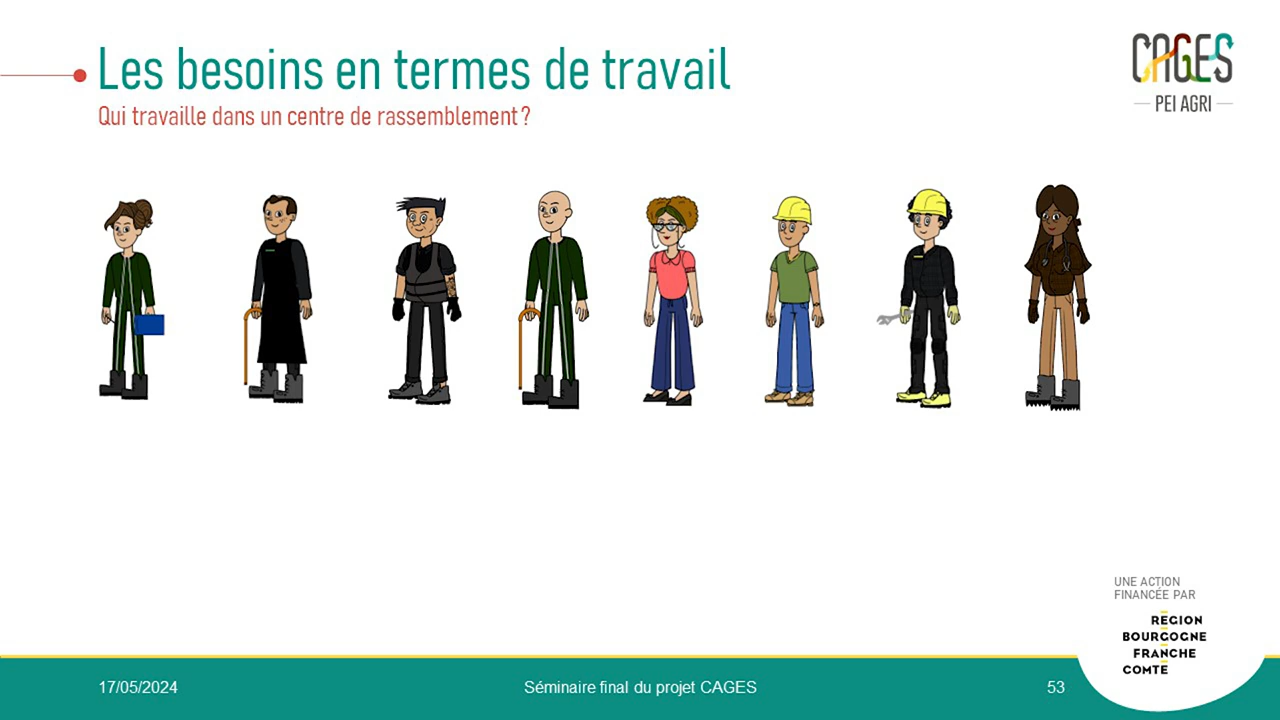 Les besoins en termes de travail
Qui travaille dans un centre de rassemblement ?
CAGES
PEI AGRI
UNE ACTION
FINANCÉE PAR
RÉGION
BOURGOGNE
FRANCHE
COMTE
17/05/2024
Séminaire final du projet CAGES
53